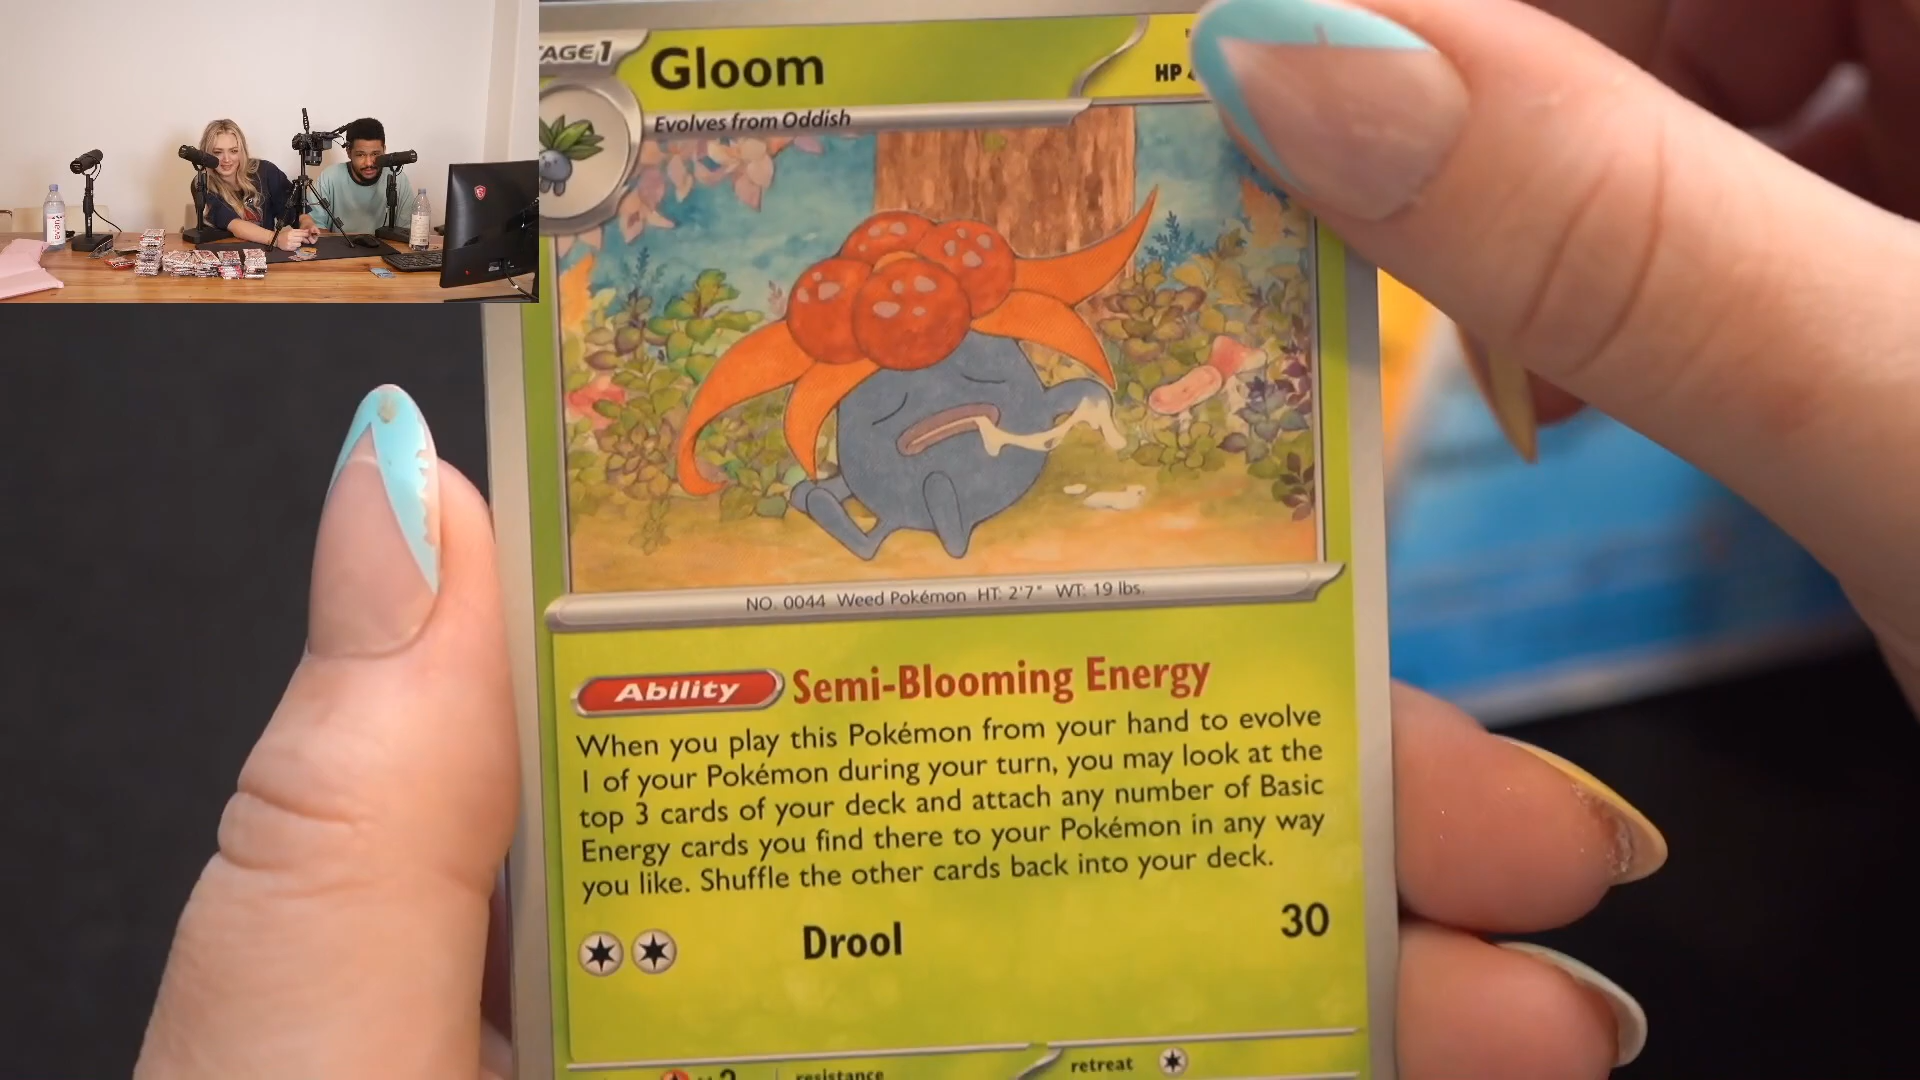 Gloom
HP
Evolves from Oddish
NO. 0044 Weed Pokémon HT: 2'7" WT: 19 lbs.
Ability Semi-Blooming Energy
When you play this Pokémon from your hand to evolve
1 of your Pokémon during your turn, you may look at the
top 3 cards of your deck and attach any number of Basic
Energy cards you find there to your Pokémon in any way
you like. Shuffle the other cards back into your deck.
Drool 30
resistance
retreat